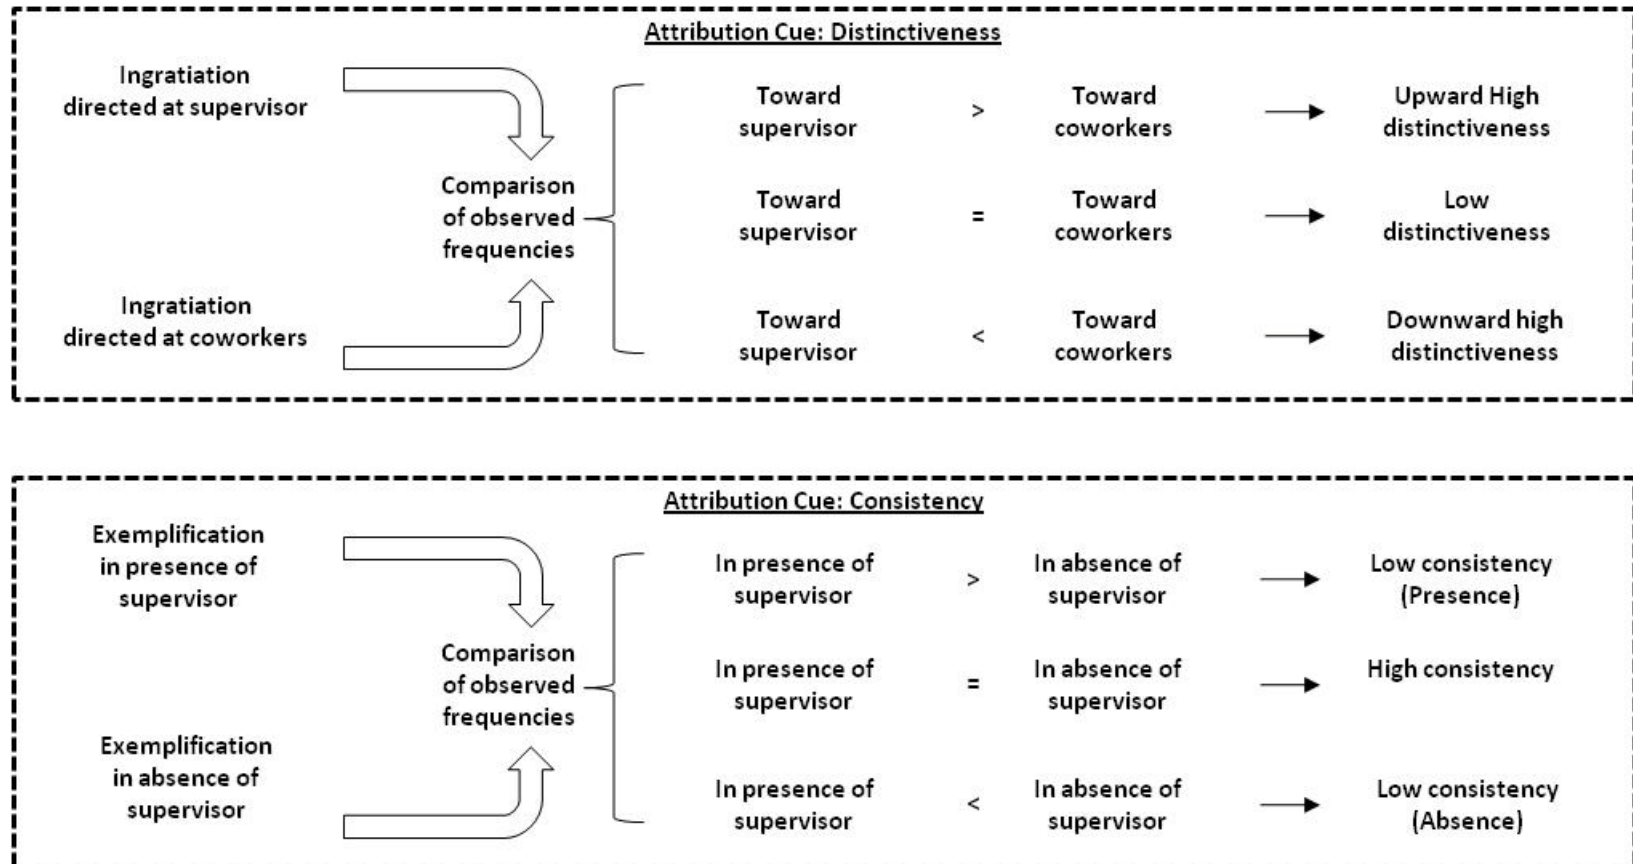 Attribution Cue: Distinctiveness
Ingratiation
directed at supervisor
Comparison
of observed
frequencies
Ingratiation
directed at coworkers
Toward
supervisor
>
Toward
coworkers
Upward High
distinctiveness
Toward
supervisor
=
Toward
coworkers
Low
distinctiveness
Toward
supervisor
<
Toward
coworkers
Downward high
distinctiveness
Attribution Cue: Consistency
Exemplification
in presence of
supervisor
Comparison
of observed
frequencies
Exemplification
in absence of
supervisor
In presence of
supervisor
>
In absence of
supervisor
Low consistency
(Presence)
In presence of
supervisor
=
In absence of
supervisor
High consistency
In presence of
supervisor
<
In absence of
supervisor
Low consistency
(Absence)